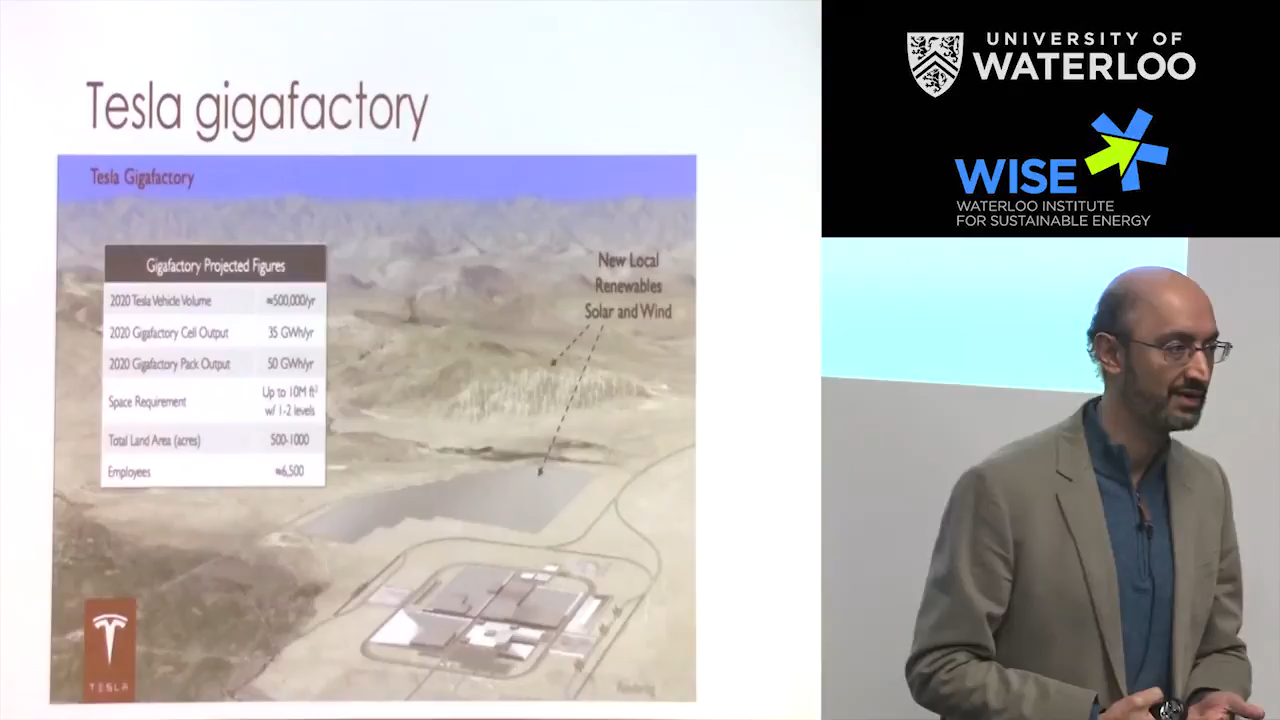 Tesla gigafactory
Tesla Gigafactory
Gigafactory Projected Figures
2020 Tesla Vehicle Volume ≈500,000/yr
2020 Gigafactory Cell Output 35 GWh/yr
2020 Gigafactory Pack Output 50 GWh/yr
Space Requirement Up to 10M ft²
w/ 1-2 levels
Total Land Area (acres) 500-1000
Employees ≈6,500
New Local
Renewables
Solar and Wind
TESLA
Rendering
UNIVERSITY OF
WATERLOO
WISE
WATERLOO INSTITUTE
FOR SUSTAINABLE ENERGY